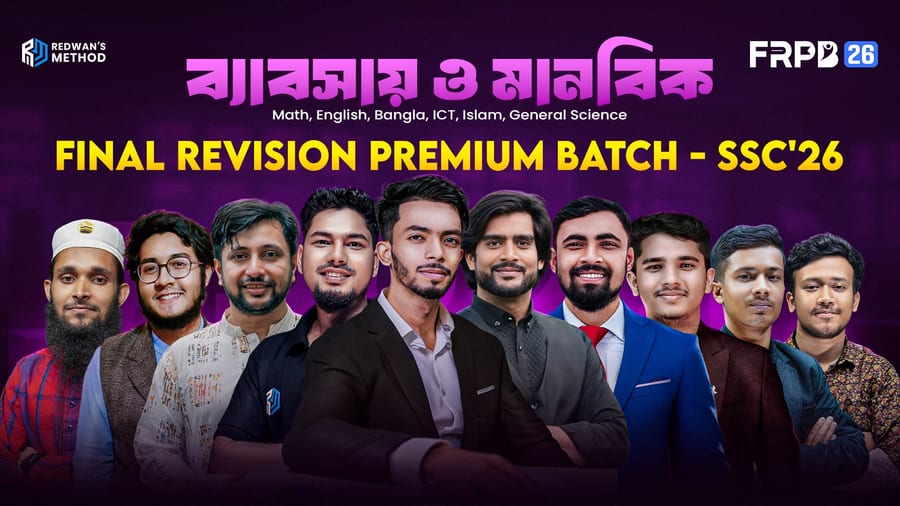 REDWAN'S
METHOD
FRPB 26
ব্যাবসায় ও মানবিক
Math, English, Bangla, ICT, Islam, General Science
FINAL REVISION PREMIUM BATCH - SSC'26